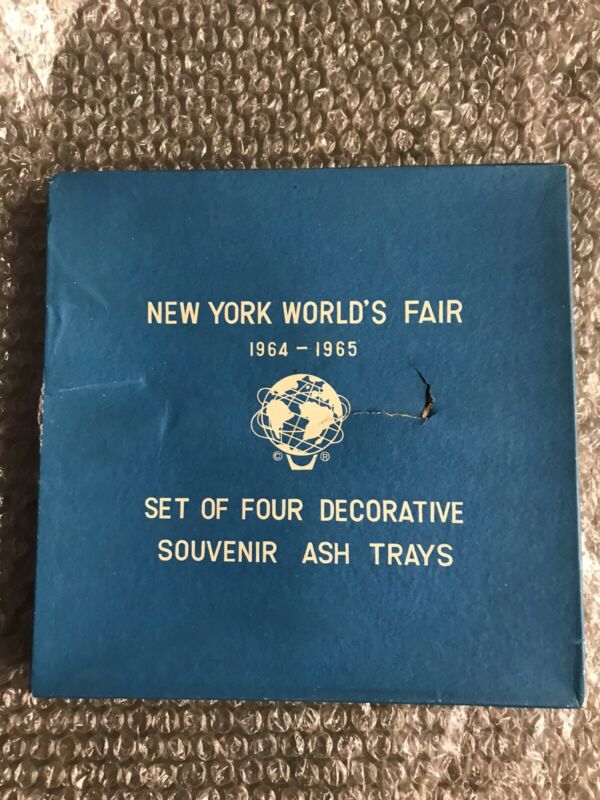 NEW YORK WORLD'S FAIR
1964 – 1965
© ®
SET OF FOUR DECORATIVE
SOUVENIR ASH TRAYS